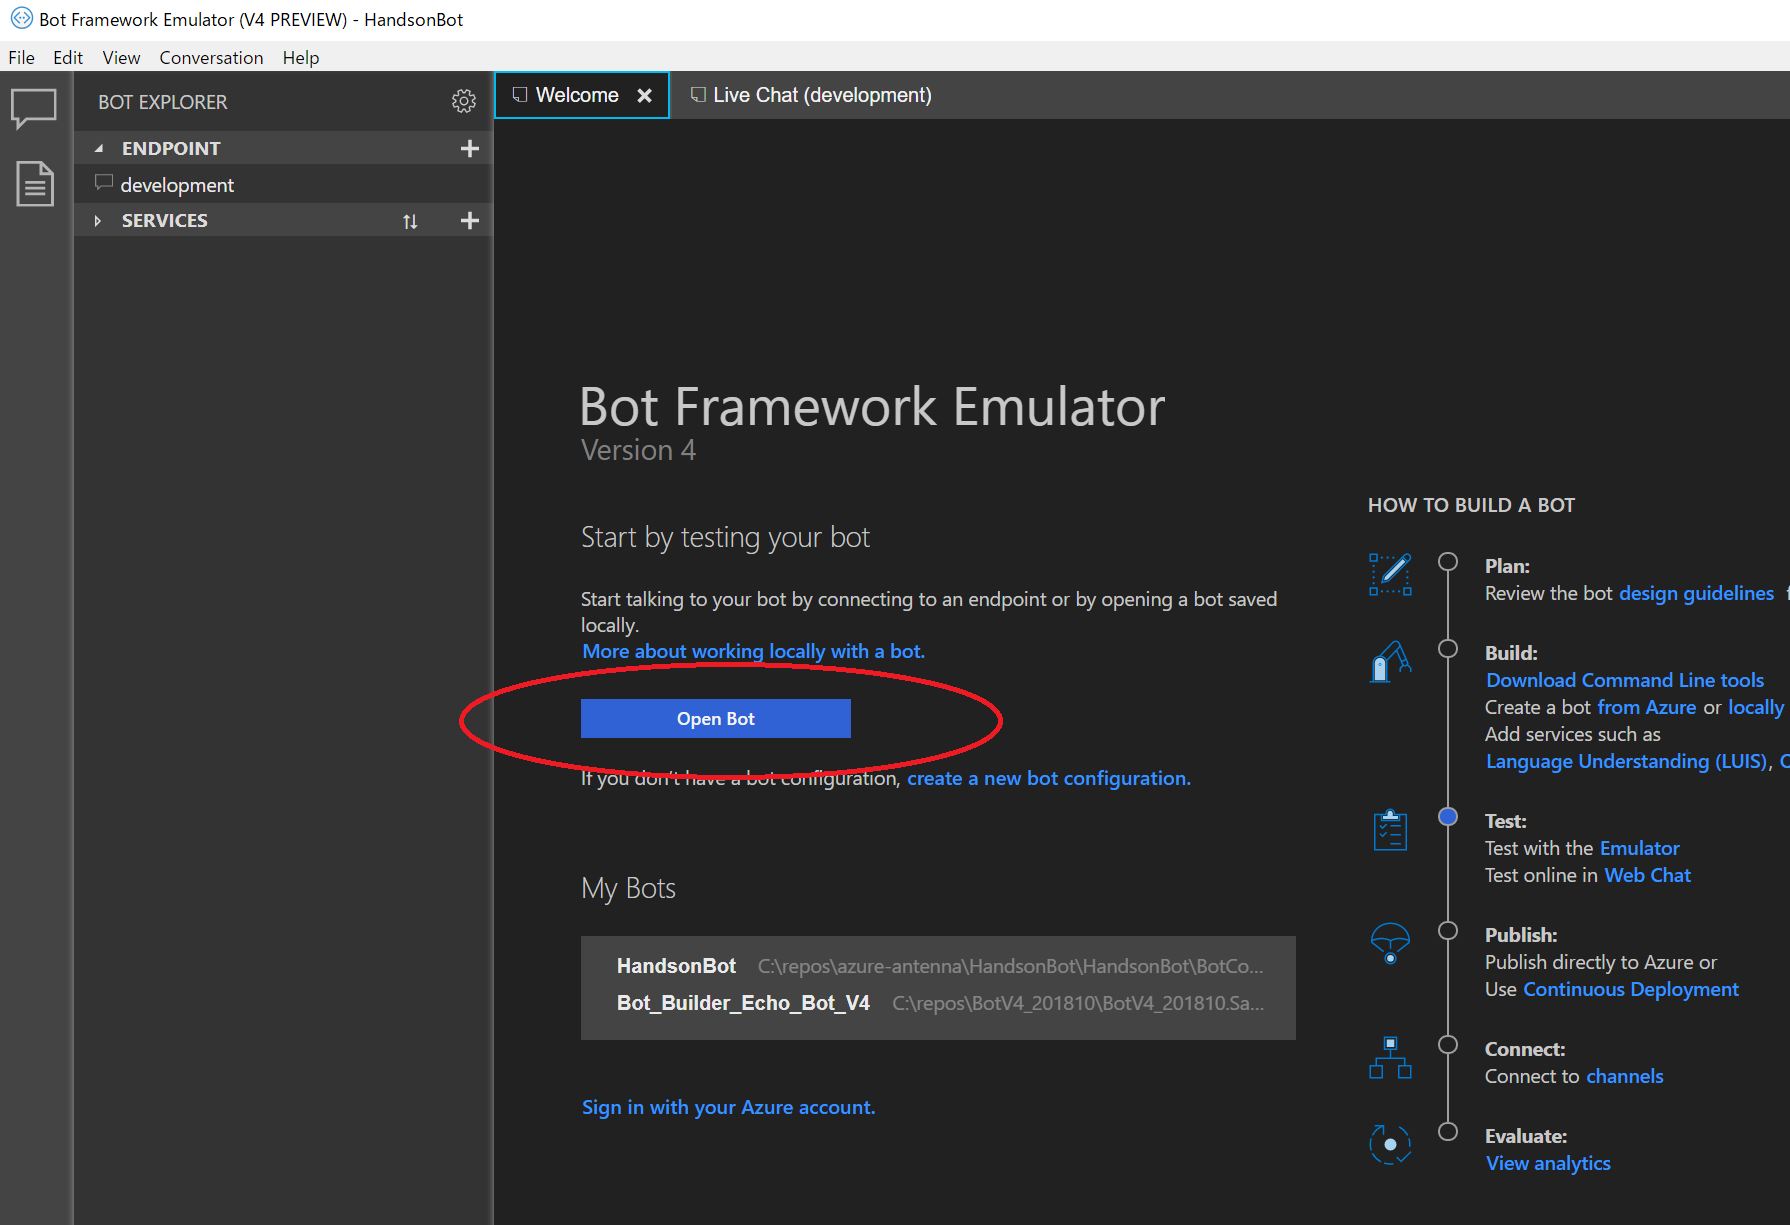 Bot Framework Emulator (V4 PREVIEW) - HandsonBot
File Edit View Conversation Help
BOT EXPLORER
ENDPOINT
development
SERVICES
Welcome
Live Chat (development)
Bot Framework Emulator
Version 4
Start by testing your bot
Start talking to your bot by connecting to an endpoint or by opening a bot saved
locally.
More about working locally with a bot.
Open Bot
If you don't have a bot configuration, create a new bot configuration.
My Bots
HandsonBot C:\repos\azure-antenna\HandsonBot\HandsonBot\BotCo...
Bot_Builder_Echo_Bot_V4 C:\repos\BotV4_201810\BotV4_201810.Sa...
Sign in with your Azure account.
HOW TO BUILD A BOT
Plan:
Review the bot design guidelines
Build:
Download Command Line tools
Create a bot from Azure or locally
Add services such as
Language Understanding (LUIS),
Test:
Test with the Emulator
Test online in Web Chat
Publish:
Publish directly to Azure or
Use Continuous Deployment
Connect:
Connect to channels
Evaluate:
View analytics